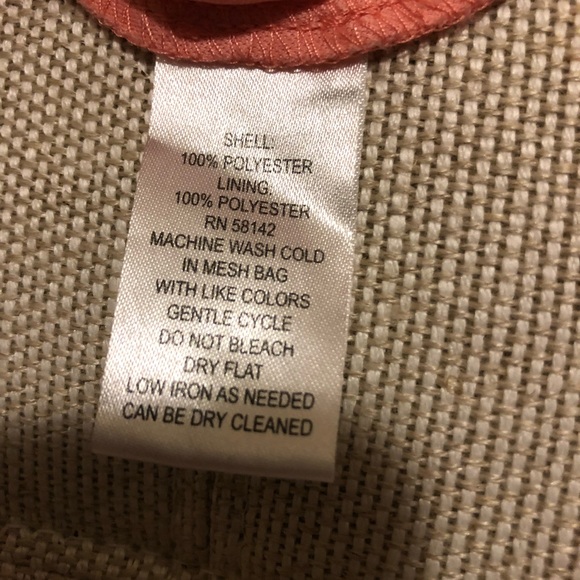 SHELL:
100% POLYESTER
LINING:
100% POLYESTER
RN 58142
MACHINE WASH COLD
IN MESH BAG
WITH LIKE COLORS
GENTLE CYCLE
DO NOT BLEACH
DRY FLAT
LOW IRON AS NEEDED
CAN BE DRY CLEANED